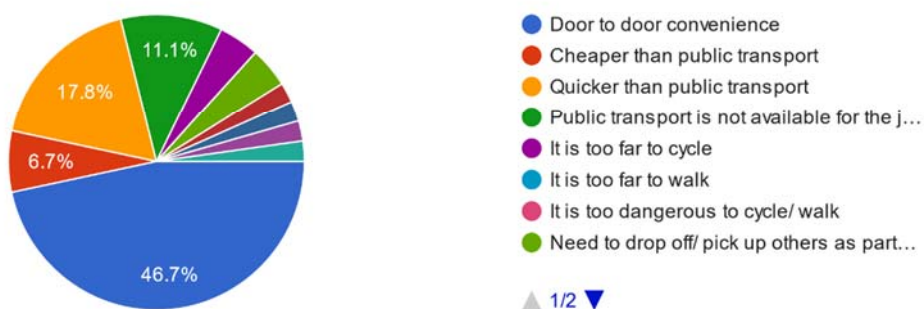 11.1%
17.8%
6.7%
46.7%
Door to door convenience
Cheaper than public transport
Quicker than public transport
Public transport is not available for the j…
It is too far to cycle
It is too far to walk
It is too dangerous to cycle/ walk
Need to drop off/ pick up others as part…
1/2